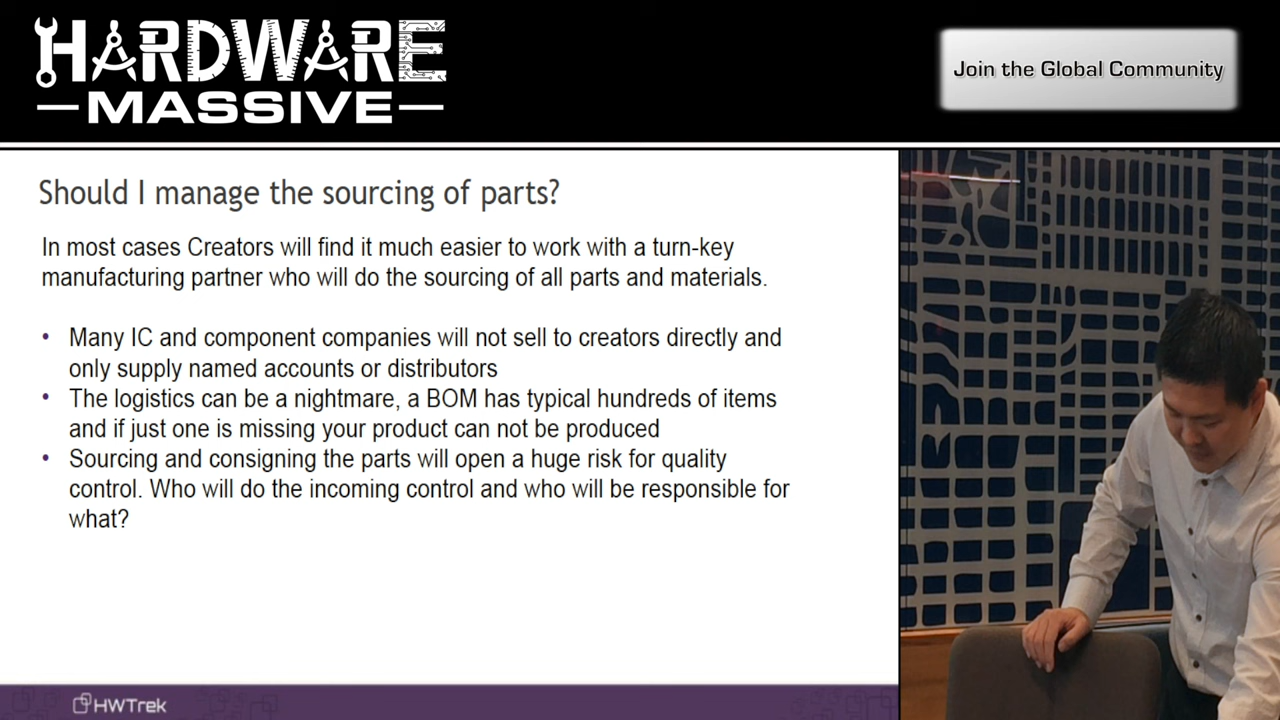 HARDWARE
MASSIVE
Join the Global Community
Should I manage the sourcing of parts?
In most cases Creators will find it much easier to work with a turn-key
manufacturing partner who will do the sourcing of all parts and materials.
• Many IC and component companies will not sell to creators directly and
only supply named accounts or distributors
• The logistics can be a nightmare, a BOM has typical hundreds of items
and if just one is missing your product can not be produced
• Sourcing and consigning the parts will open a huge risk for quality
control. Who will do the incoming control and who will be responsible for
what?
HWTrek